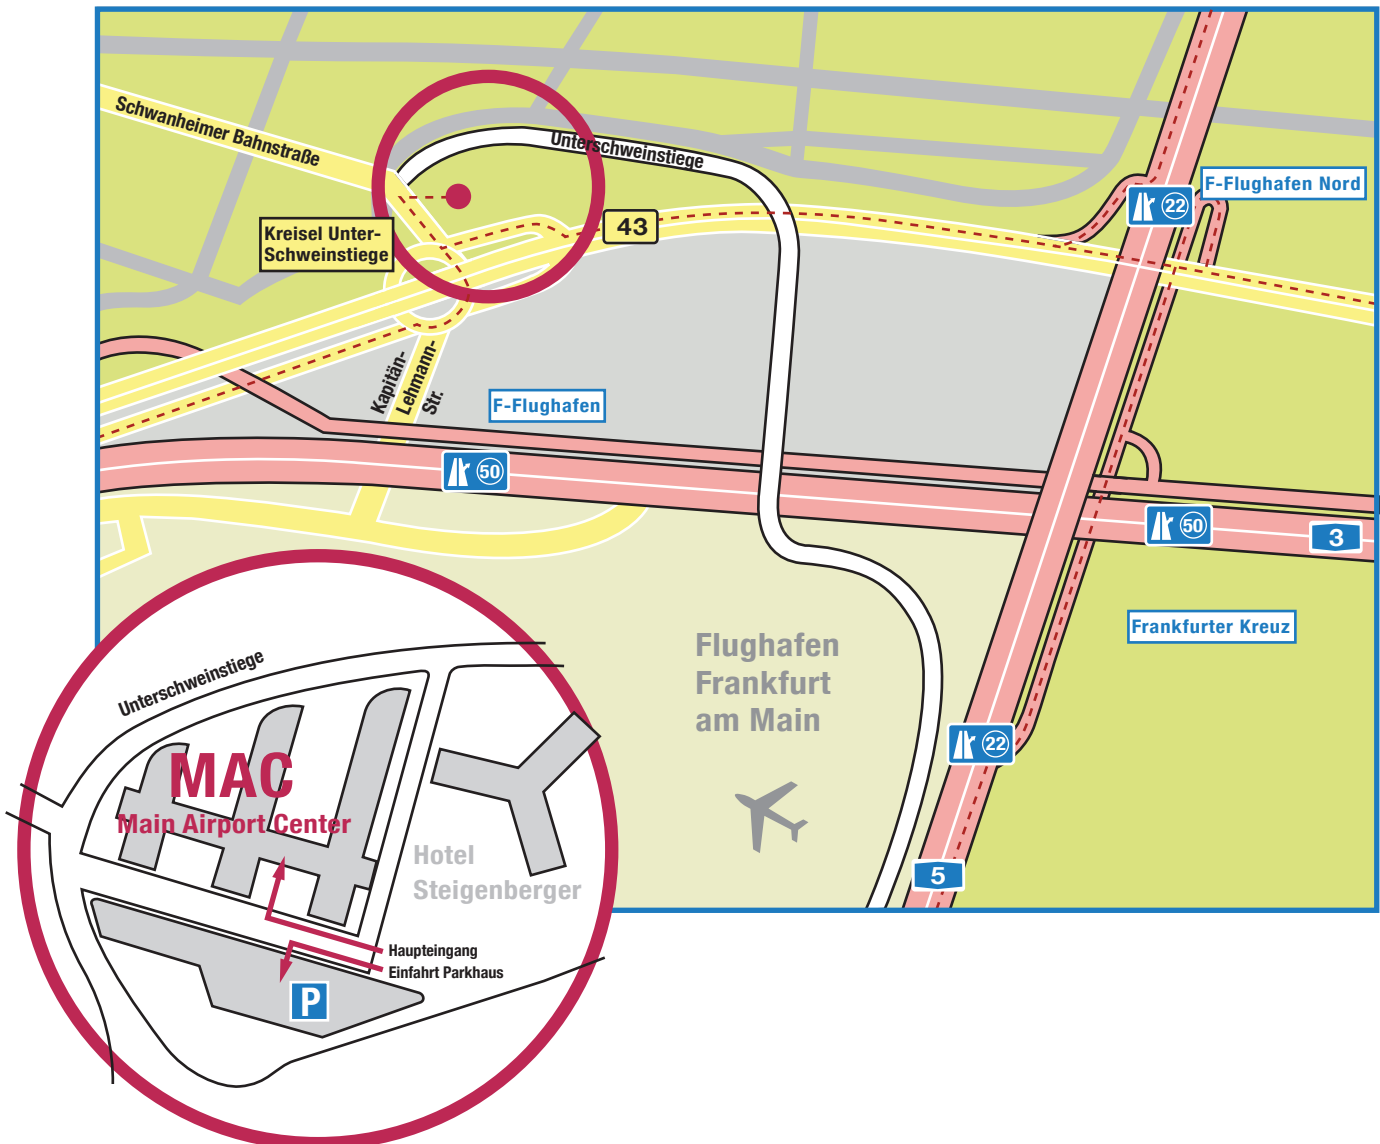 Schwanheimer Bahnstraße
Unterschweinstiege
F-Flughafen Nord
22
Kreisel Unter-
Schweinstiege
43
Kapitän-
Lehmann-
Str.
F-Flughafen
50
50
3
Frankfurter Kreuz
Flughafen
Frankfurt
am Main
22
5
Unterschweinstiege
MAC
Main Airport Center
Hotel
Steigenberger
Haupteingang
Einfahrt Parkhaus
P